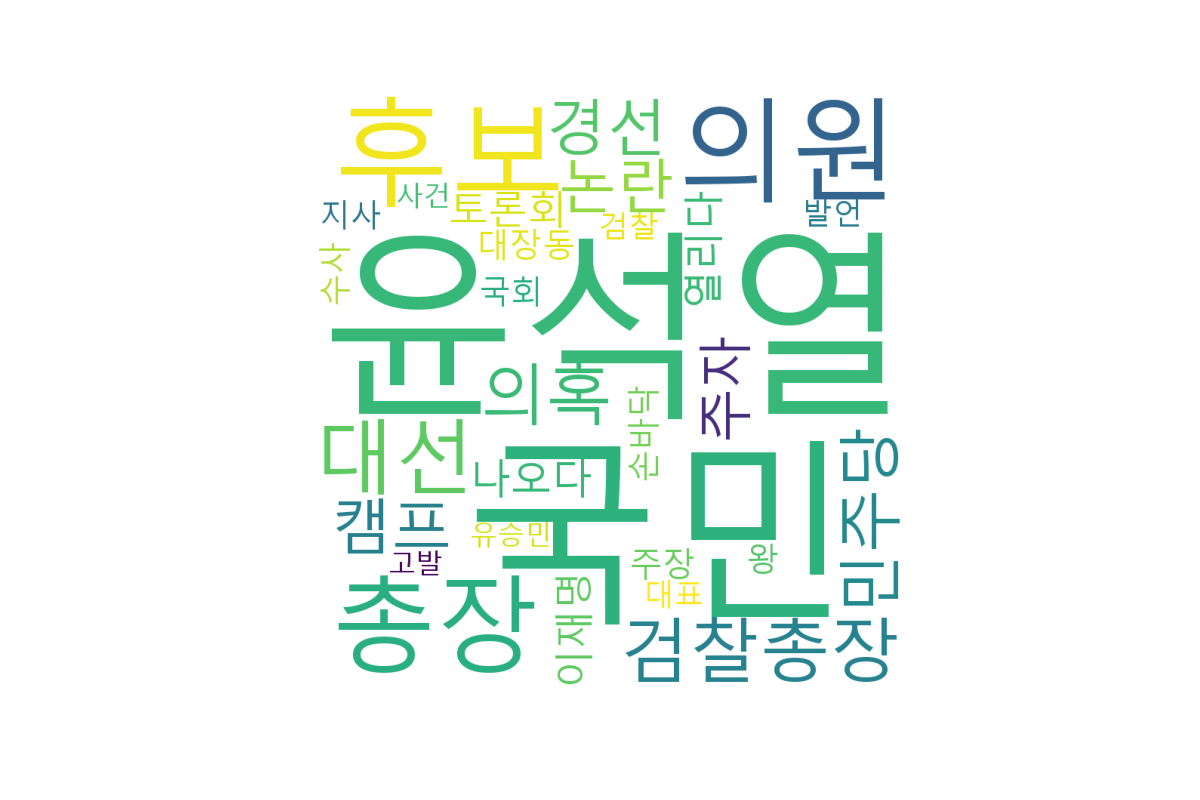 후보
경선
의원
논란
사건
토론회
지사
검찰
발언
대장동
열리다
수사
윤석열
국회
주자
의혹
손바닥
대선
나오다
국민
민주당
캠프
유승민
고발
주장
왕
총장
이재명
대표
검찰총장